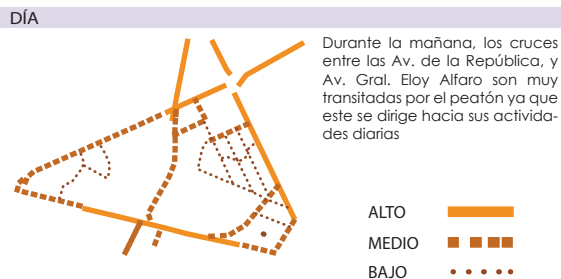 DÍA
Durante la mañana, los cruces
entre las Av. de la República, y
Av. Gral. Eloy Alfaro son muy
transitadas por el peatón ya que
este se dirige hacia sus activida-
des diarias
ALTO
MEDIO
BAJO